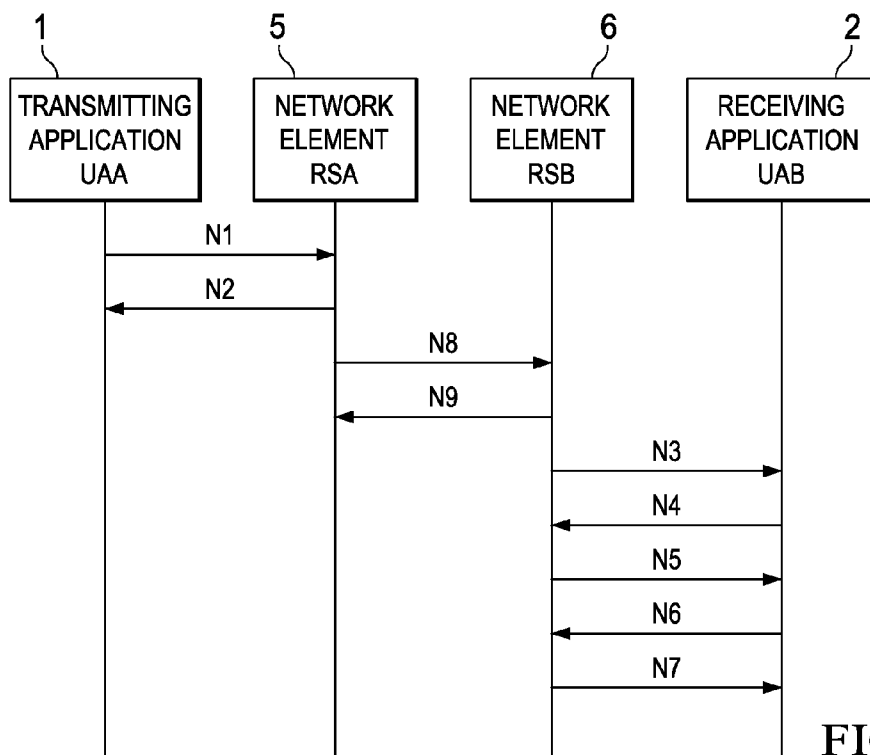 1
5
6
2
TRANSMITTING
APPLICATION
UAA
NETWORK
ELEMENT
RSA
NETWORK
ELEMENT
RSB
RECEIVING
APPLICATION
UAB
N1
N2
N8
N9
N3
N4
N5
N6
N7